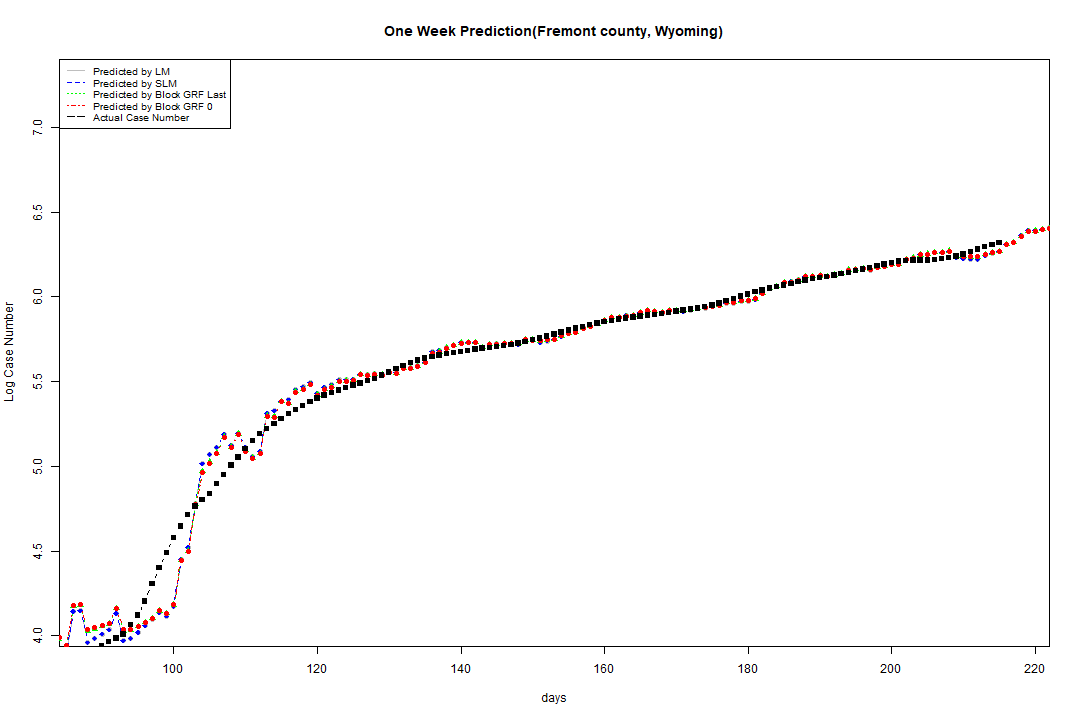 One Week Prediction(Fremont county, Wyoming)
Predicted by LM
Predicted by SLM
Predicted by Block GRF Last
Predicted by Block GRF 0
Actual Case Number
7.0
6.5
6.0
5.5
5.0
4.5
4.0
Log Case Number
100 120 140 160 180 200 220
days